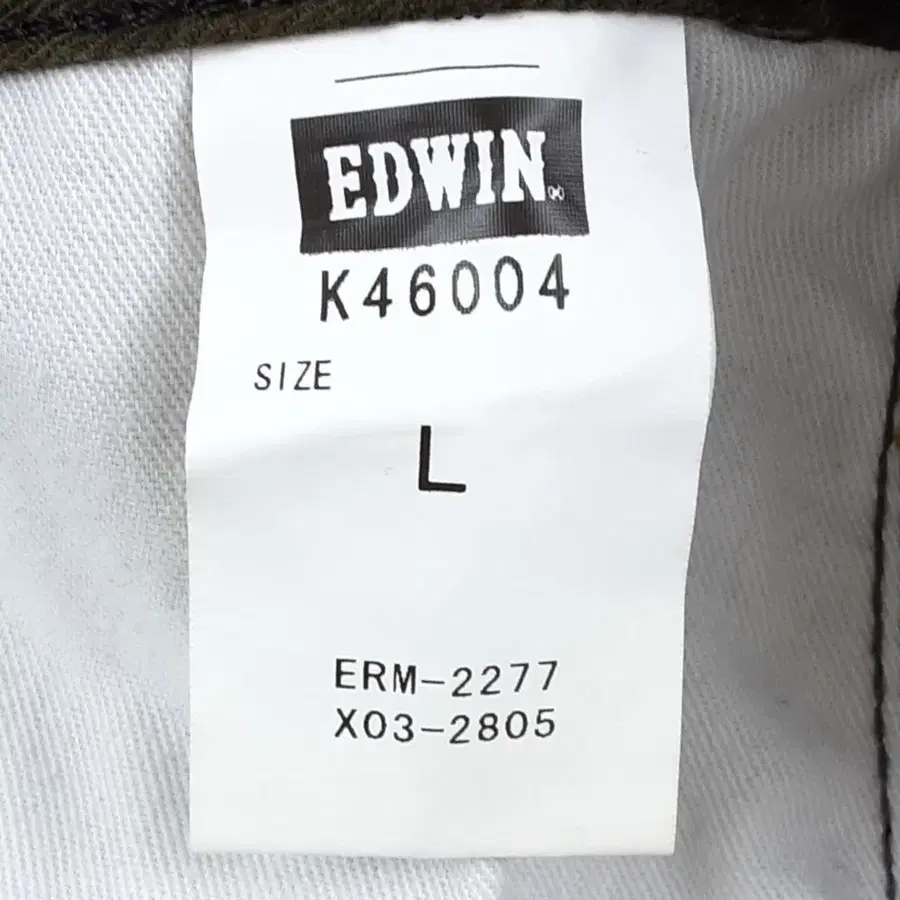 EDWIN
K46004
SIZE
L
ERM-2277
X03-2805